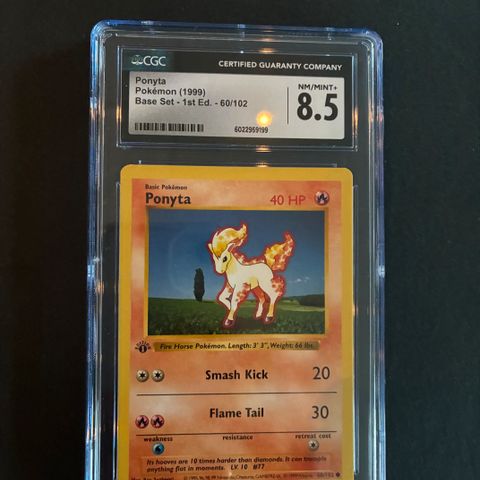 CGC
CERTIFIED GUARANTY COMPANY
Ponyta
Pokémon (1999)
Base Set - 1st Ed. - 60/102
NM/MINT+
8.5
6022959199
Basic Pokémon
Ponyta
40 HP
Fire Horse Pokémon. Length: 3' 3", Weight: 66 lbs.
Smash Kick 20
Flame Tail 30
weakness resistance retreat cost
Its hooves are 10 times harder than diamonds. It can trample
anything flat in moments. LV. 10 #77
60/102